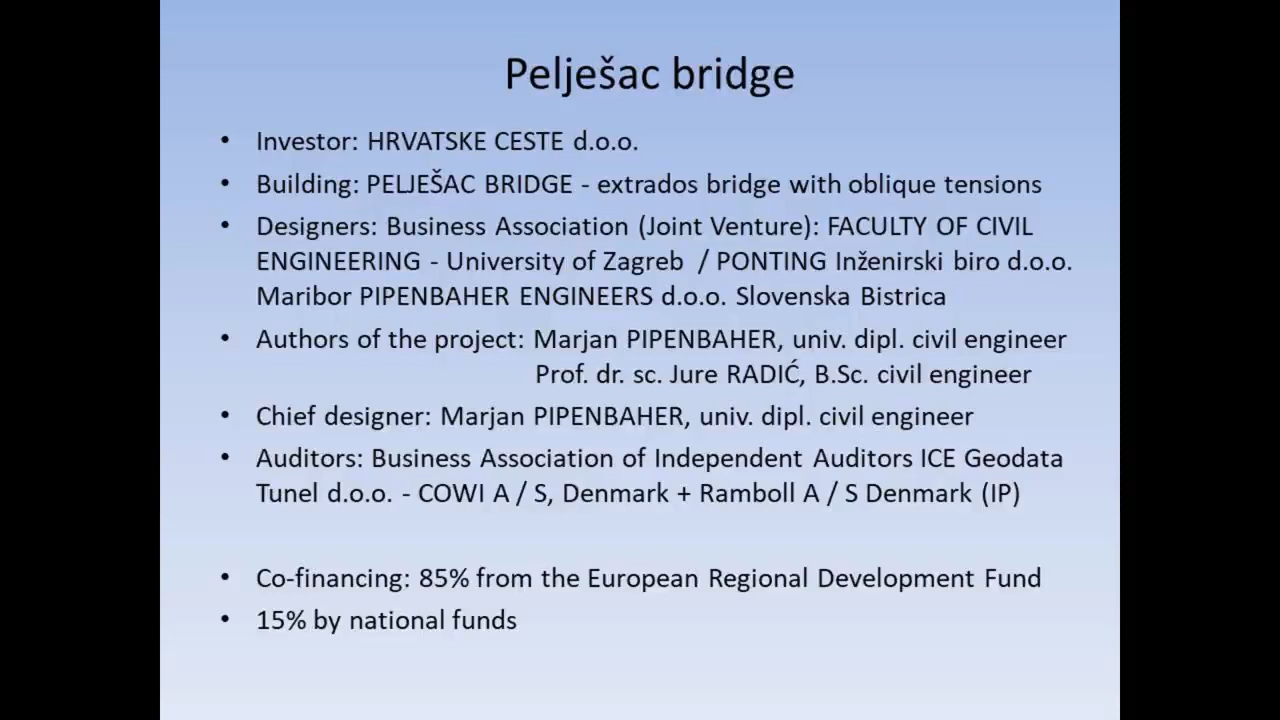 Pelješac bridge
• Investor: HRVATSKE CESTE d.o.o.
• Building: PELJEŠAC BRIDGE - extrados bridge with oblique tensions
• Designers: Business Association (Joint Venture): FACULTY OF CIVIL
ENGINEERING - University of Zagreb / PONTING Inženirski biro d.o.o.
Maribor PIPENBAHER ENGINEERS d.o.o. Slovenska Bistrica
• Authors of the project: Marjan PIPENBAHER, univ. dipl. civil engineer
Prof. dr. sc. Jure RADIĆ, B.Sc. civil engineer
• Chief designer: Marjan PIPENBAHER, univ. dipl. civil engineer
• Auditors: Business Association of Independent Auditors ICE Geodata
Tunel d.o.o. - COWI A / S, Denmark + Ramboll A / S Denmark (IP)
• Co-financing: 85% from the European Regional Development Fund
• 15% by national funds